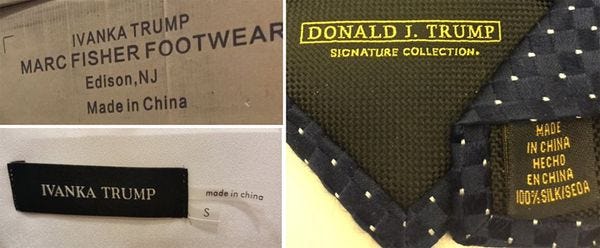 IVANKA TRUMP
MARC FISHER FOOTWEAR
Edison, NJ
Made in China
IVANKA TRUMP
made in china
S
DONALD J. TRUMP
SIGNATURE COLLECTION.
MADE
IN CHINA
HECHO
EN CHINA
100% SILK/SEDA